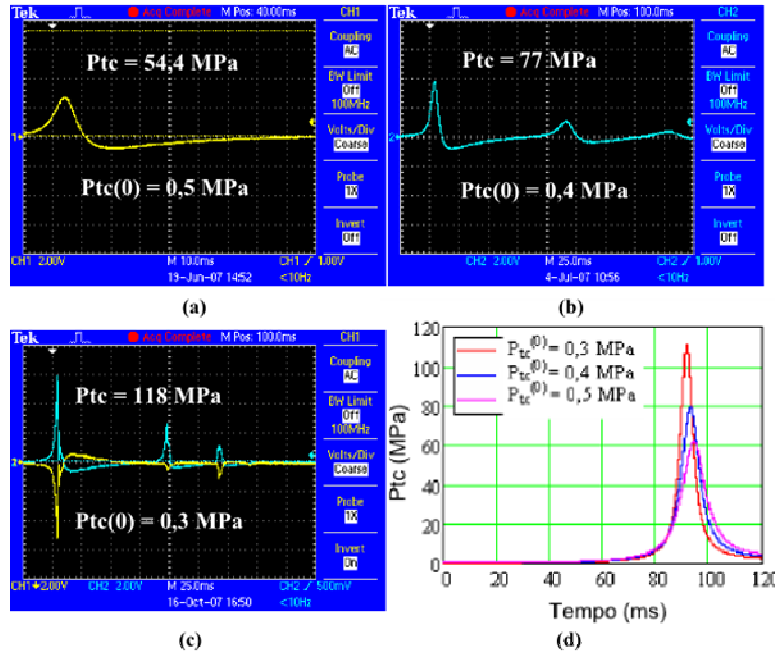 Tek Acq Complete M Pos: 40.00ms CH1
Coupling
AC
BW Limit
Off
100MHz
Volts/Div
Coarse
Probe
1X
Invert
Off
Ptc = 54,4 MPa
1
Ptc(0) = 0,5 MPa
CH1 2.00V M 10.0ms CH1 / 1.00V
19-Jun-07 14:52 <10Hz
(a)
Tek Acq Complete M Pos: 100.0ms CH2
Coupling
AC
BW Limit
Off
100MHz
Volts/Div
Coarse
Probe
1X
Invert
Off
Ptc = 77 MPa
2
Ptc(0) = 0,4 MPa
CH2 2.00V M 25.0ms CH2 / 1.00V
4-Jul-07 10:56 <10Hz
(b)
Tek Acq Complete M Pos: 100.0ms CH1
Coupling
AC
BW Limit
Off
100MHz
Volts/Div
Coarse
Probe
1X
Invert
On
Ptc = 118 MPa
2
Ptc(0) = 0,3 MPa
CH1 2.00V CH2 2.00V M 25.0ms CH2 / 500mV
16-Oct-07 16:50 <10Hz
(c)
Ptc (MPa)
120
100
80
60
40
20
0
Ptc(0) = 0,3 MPa
Ptc(0) = 0,4 MPa
Ptc(0) = 0,5 MPa
0 20 40 60 80 100 120
Tempo (ms)
(d)